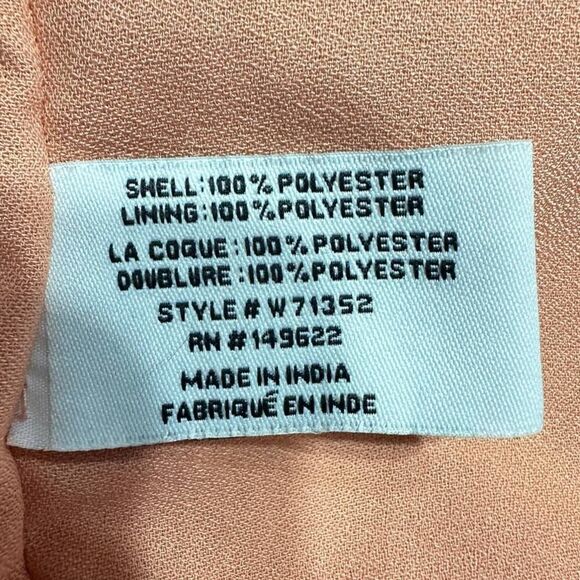 SHELL:100% POLYESTER
LINING:100% POLYESTER
LA COQUE:100% POLYESTER
DOUBLURE:100% POLYESTER
STYLE # W71352
RN #149622
MADE IN INDIA
FABRIQUÉ EN INDE